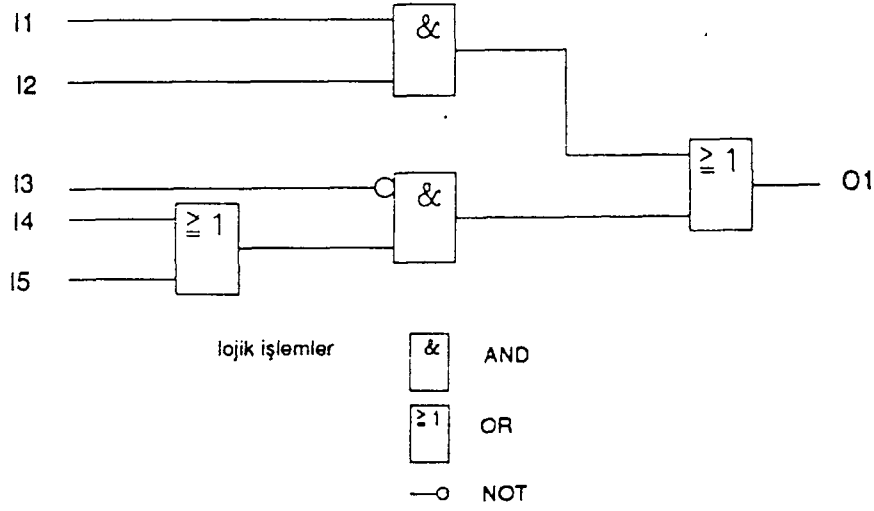 I1
&
I2
≧ 1
O1
I3
&
I4
≧ 1
I5
lojik işlemler
&
AND
≧ 1
OR
NOT